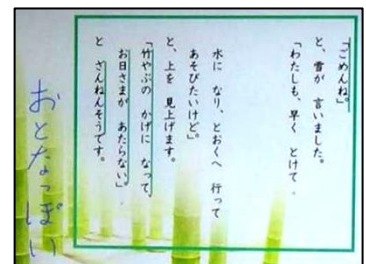 「ごめんね。」
と、雪が 言いました。
「わたしも、早く とけて、
水に なり、とおくへ 行って
あそびたいけど。」
と、上を 見上げます。
「竹やぶの かげに なって、
お日さまが あたらない。」
と ざんねんそうです。
おとなっぽい